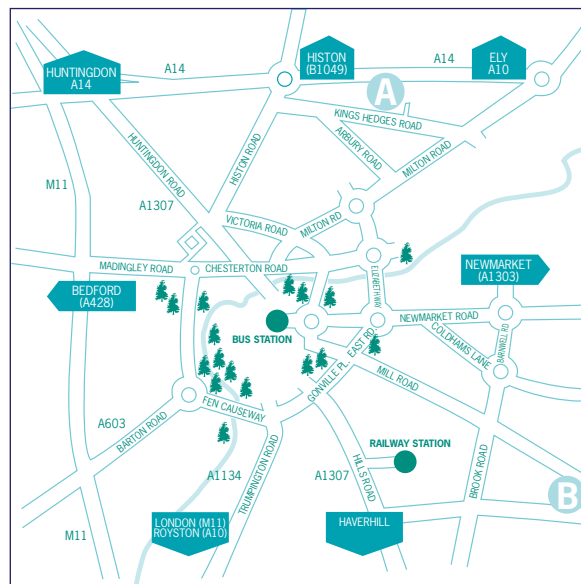 HUNTINGDON
A14
A14
HISTON
(B1049)
A14
ELY
A10
A
KINGS HEDGES ROAD
ARBURY ROAD
MILTON ROAD
HUNTINGDON ROAD
HISTON ROAD
M11
A1307
VICTORIA ROAD
MILTON RD
MADINGLEY ROAD
CHESTERTON ROAD
ELIZBETH WY
NEWMARKET
(A1303)
BEDFORD
(A428)
NEWMARKET ROAD
BUS STATION
EAST RD
COLDHAMS LANE
BARNWELL RD
GONVILLE PL
MILL ROAD
FEN CAUSEWAY
A603
BARTON ROAD
RAILWAY STATION
A1134
TRUMPINGTON ROAD
A1307
HILLS ROAD
BROOK ROAD
B
M11
LONDON (M11)
ROYSTON (A10)
HAVERHILL